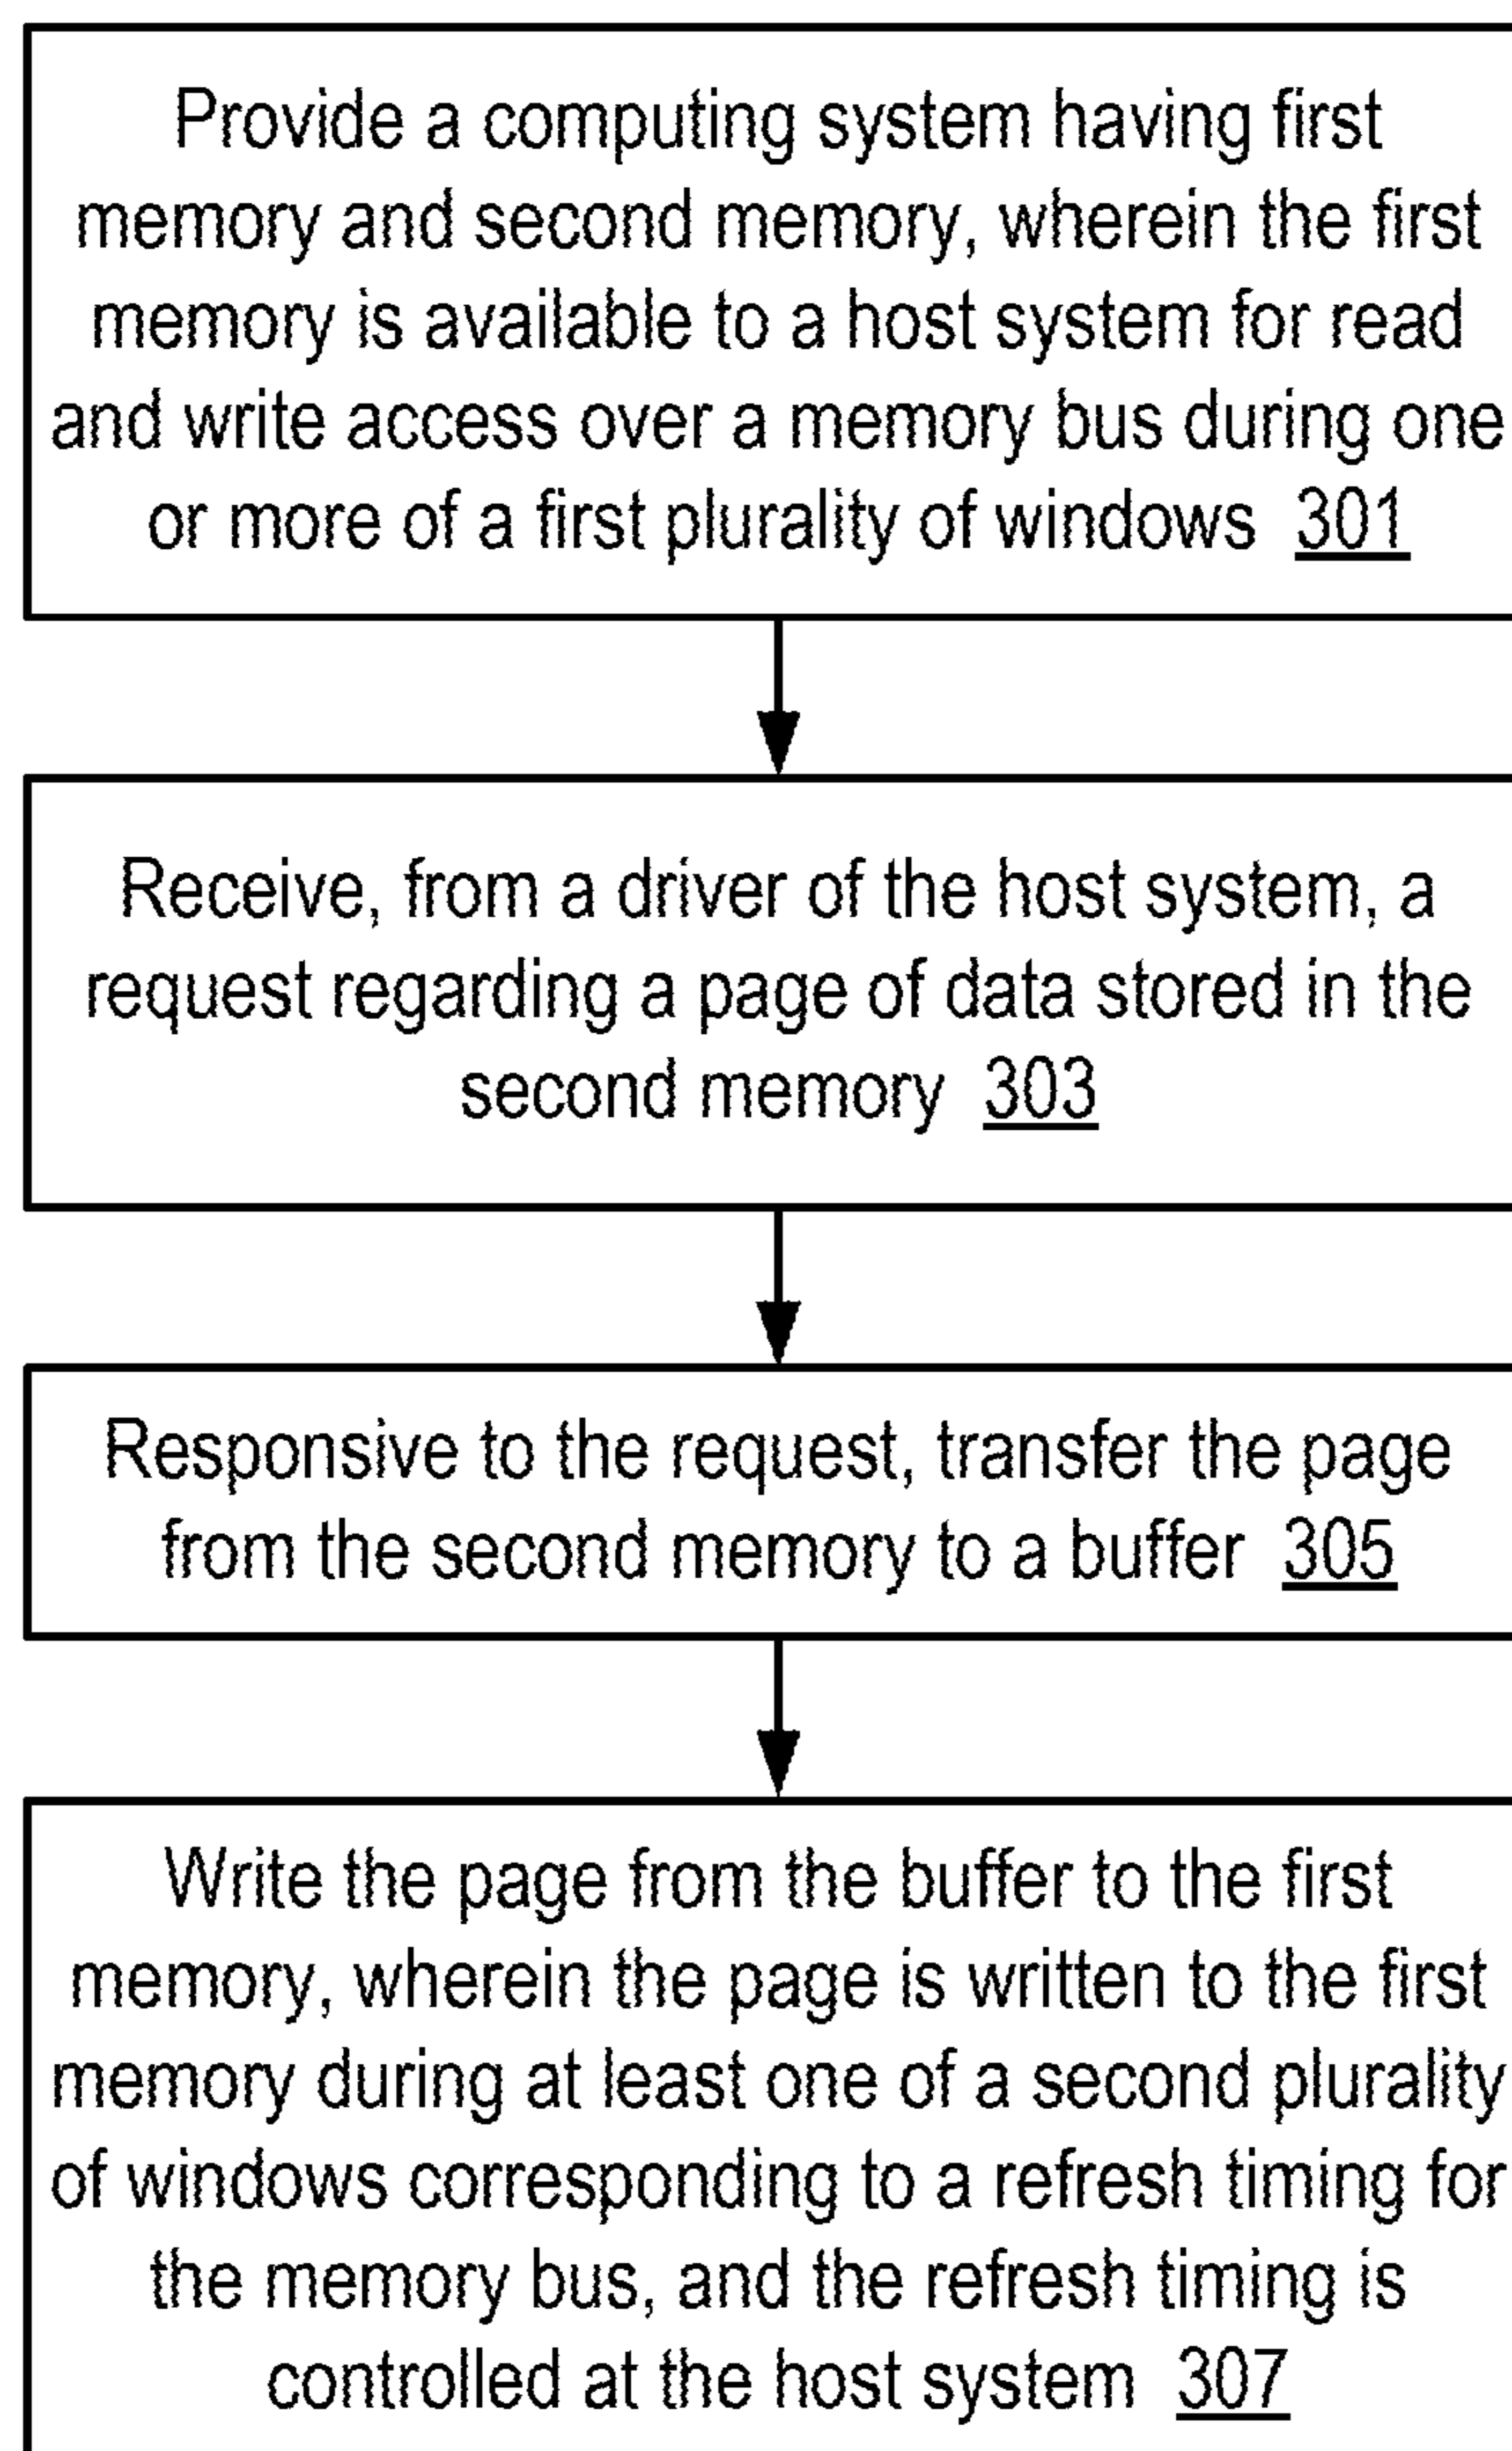 Provide a computing system having first
memory and second memory, wherein the first
memory is available to a host system for read
and write access over a memory bus during one
or more of a first plurality of windows 301
Receive, from a driver of the host system, a
request regarding a page of data stored in the
second memory 303
Responsive to the request, transfer the page
from the second memory to a buffer 305
Write the page from the buffer to the first
memory, wherein the page is written to the first
memory during at least one of a second plurality
of windows corresponding to a refresh timing for
the memory bus, and the refresh timing is
controlled at the host system 307